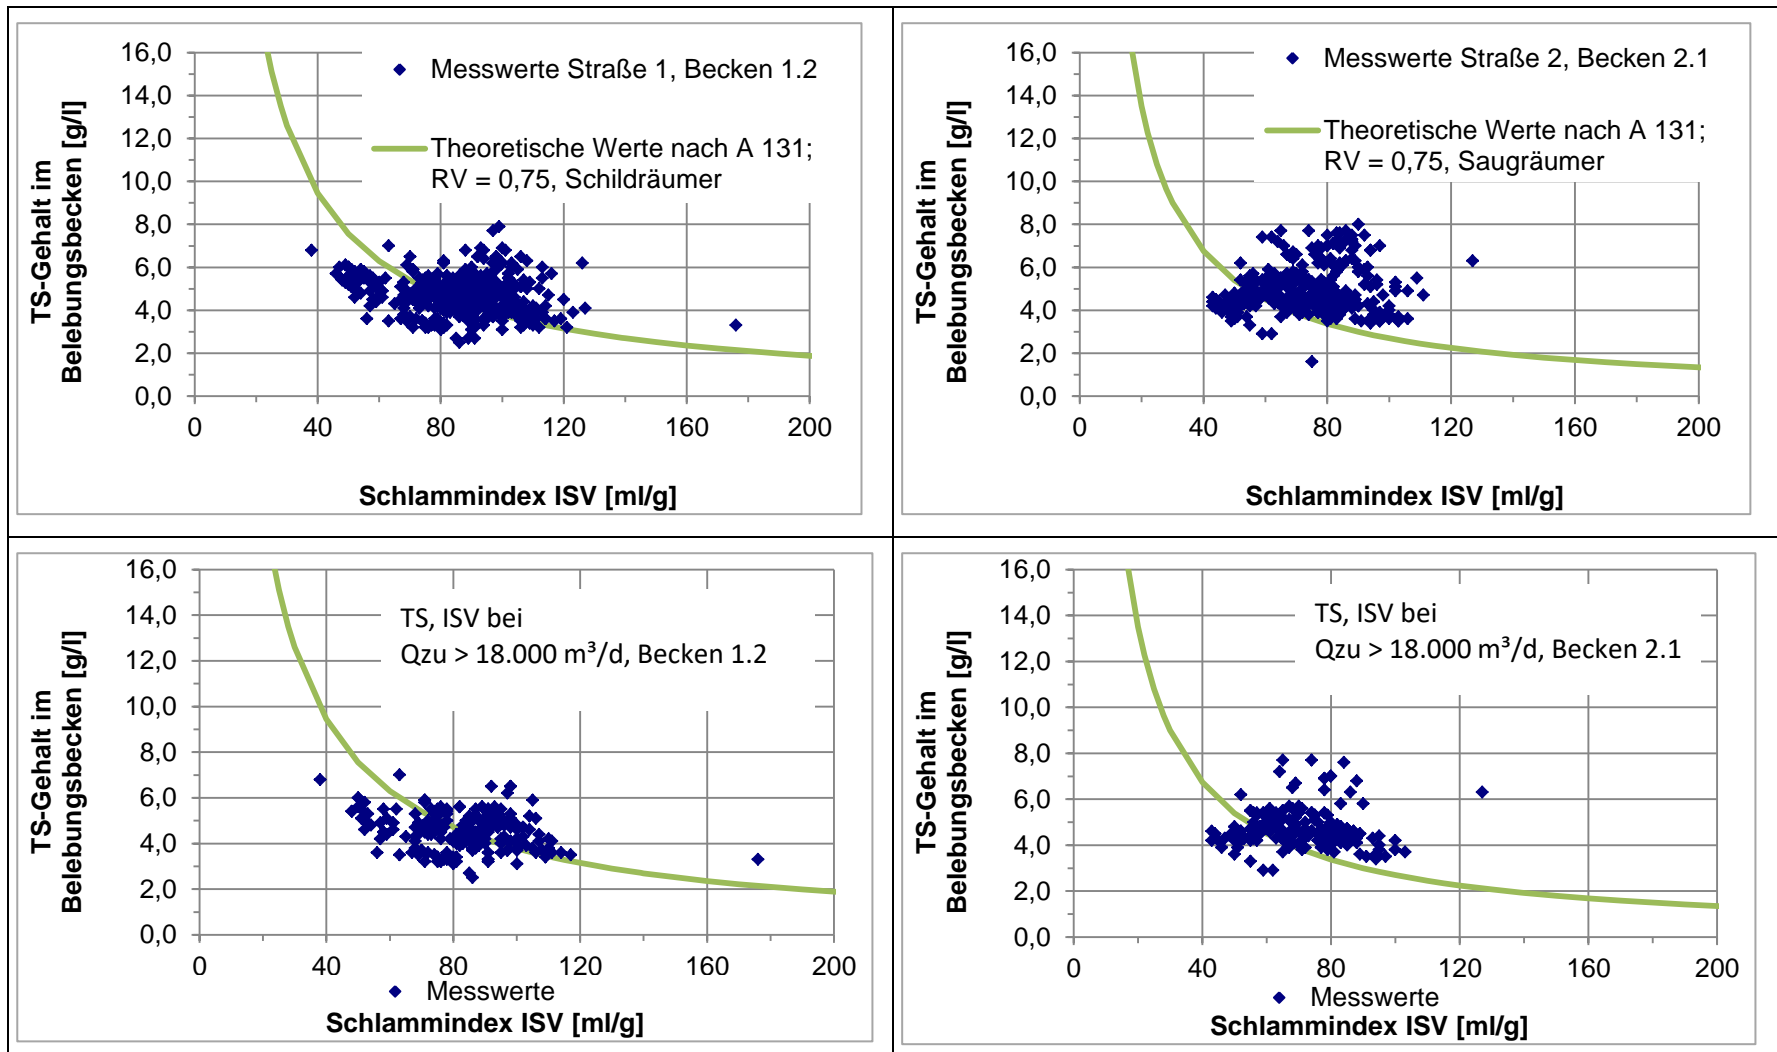 16,0
14,0
12,0
10,0
8,0
6,0
4,0
2,0
0,0
0 40 80 120 160 200
TS-Gehalt im
Belebungsbecken [g/l]
Schlammindex ISV [ml/g]
Messwerte Straße 1, Becken 1.2
Theoretische Werte nach A 131;
RV = 0,75, Schildräumer
16,0
14,0
12,0
10,0
8,0
6,0
4,0
2,0
0,0
0 40 80 120 160 200
TS-Gehalt im
Belebungsbecken [g/l]
Schlammindex ISV [ml/g]
Messwerte Straße 2, Becken 2.1
Theoretische Werte nach A 131;
RV = 0,75, Saugräumer
16,0
14,0
12,0
10,0
8,0
6,0
4,0
2,0
0,0
0 40 80 120 160 200
TS-Gehalt im
Belebungsbecken [g/l]
TS, ISV bei
Qzu > 18.000 m³/d, Becken 1.2
Messwerte
Schlammindex ISV [ml/g]
16,0
14,0
12,0
10,0
8,0
6,0
4,0
2,0
0,0
0 40 80 120 160 200
TS-Gehalt im
Belebungsbecken [g/l]
TS, ISV bei
Qzu > 18.000 m³/d, Becken 2.1
Messwerte
Schlammindex ISV [ml/g]